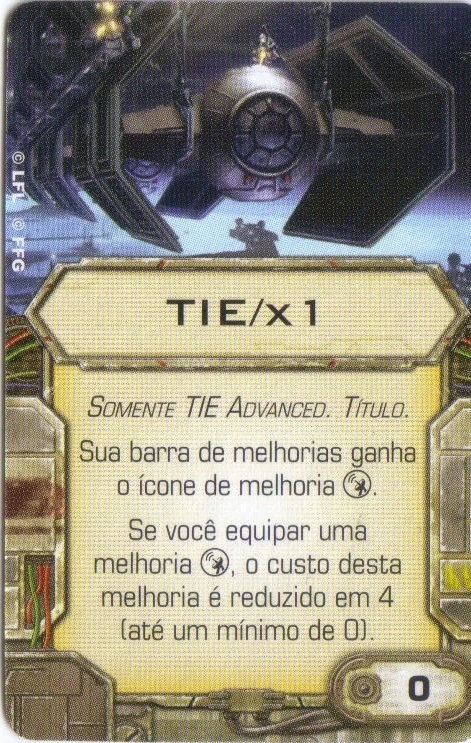 © LFL © FFG
TIE/x1
Somente TIE Advanced. Título.
Sua barra de melhorias ganha
o ícone de melhoria .
Se você equipar uma
melhoria , o custo desta
melhoria é reduzido em 4
(até um mínimo de 0).
0